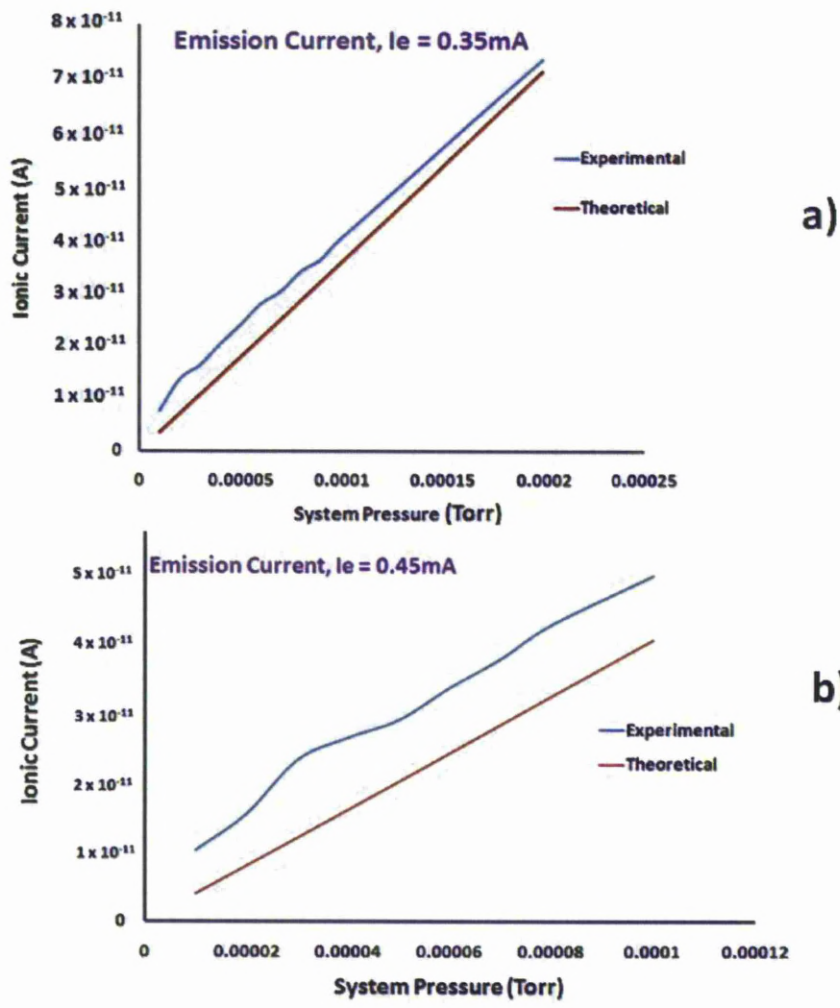 Emission Current, Ie = 0.35mA
8 x 10⁻¹¹
7 x 10⁻¹¹
6 x 10⁻¹¹
5 x 10⁻¹¹
4 x 10⁻¹¹
3 x 10⁻¹¹
2 x 10⁻¹¹
1 x 10⁻¹¹
0
Ionic Current (A)
Experimental
Theoretical
a)
0 0.00005 0.0001 0.00015 0.0002 0.00025
System Pressure (Torr)
Emission Current, Ie = 0.45mA
5 x 10⁻¹¹
4 x 10⁻¹¹
3 x 10⁻¹¹
2 x 10⁻¹¹
1 x 10⁻¹¹
0
Ionic Current (A)
Experimental
Theoretical
b)
0 0.00002 0.00004 0.00006 0.00008 0.0001 0.00012
System Pressure (Torr)